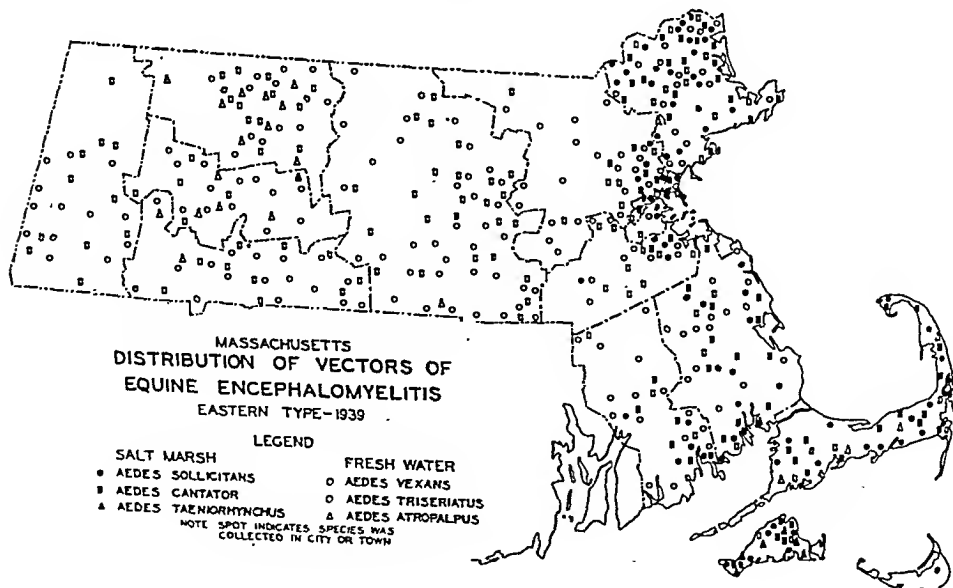 MASSACHUSETTS
DISTRIBUTION OF VECTORS OF
EQUINE ENCEPHALOMYELITIS
EASTERN TYPE-1939
LEGEND
SALT MARSH
AEDES SOLLICITANS
AEDES CANTATOR
AEDES TAENIORHYNCHUS
FRESH WATER
AEDES VEXANS
AEDES TRISERIATUS
AEDES ATROPALPUS
NOTE SPOT INDICATES SPECIES WAS
COLLECTED IN CITY OR TOWN